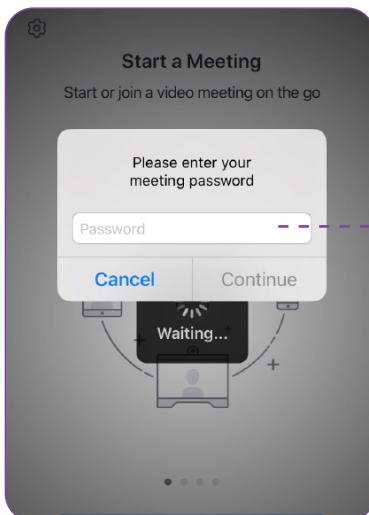 Start a Meeting
Start or join a video meeting on the go
Please enter your
meeting password
Password
Cancel Continue
Waiting...